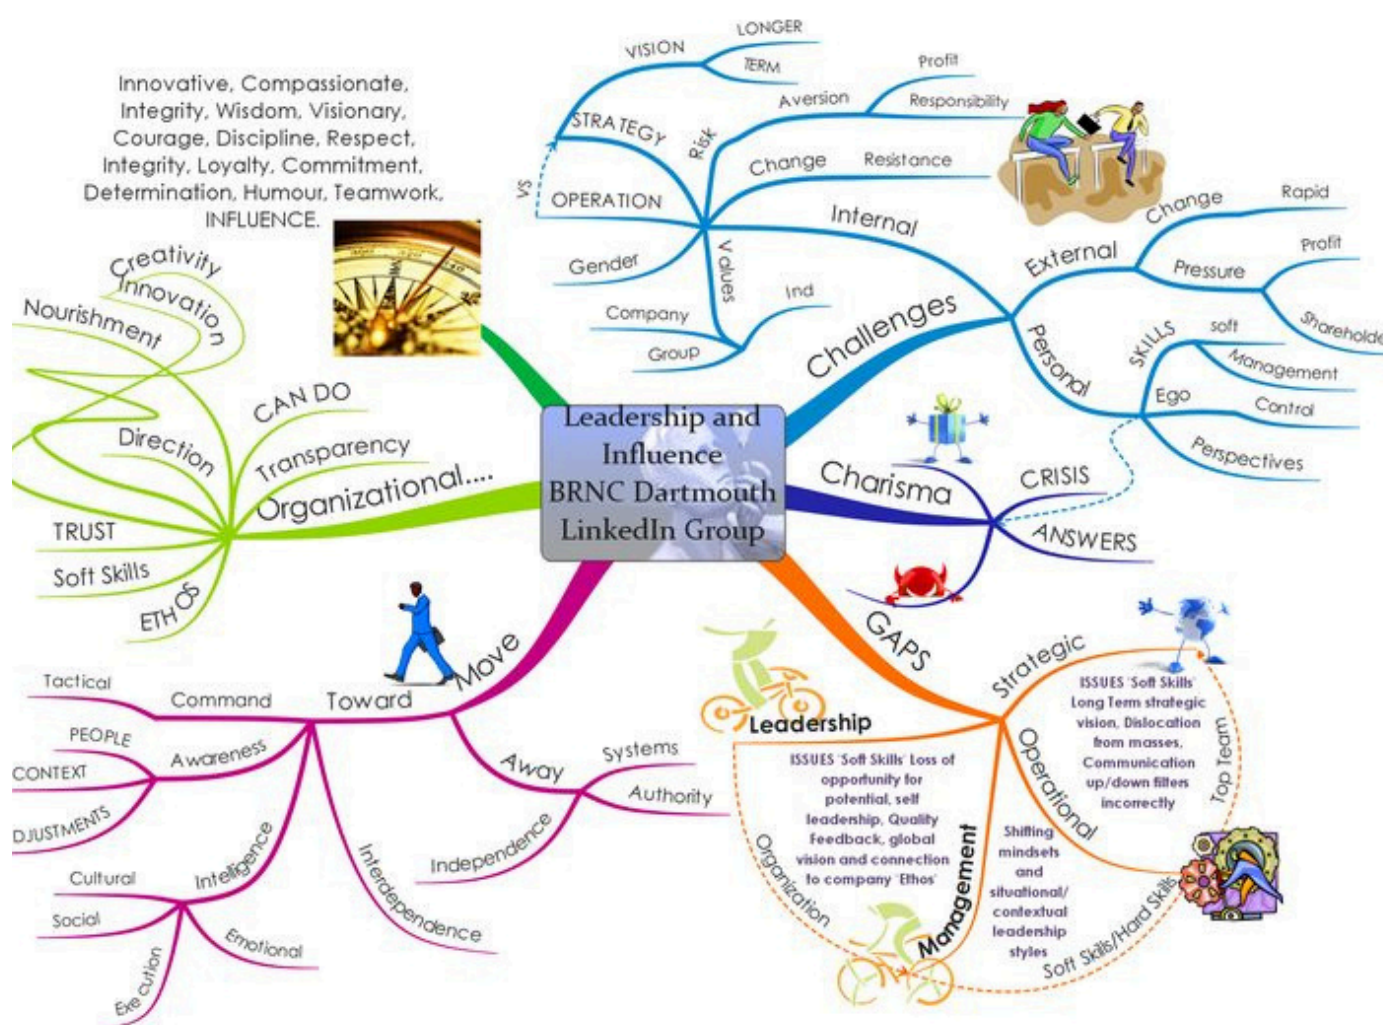 Innovative, Compassionate,
Integrity, Wisdom, Visionary,
Courage, Discipline, Respect,
Integrity, Loyalty, Commitment,
Determination, Humour, Teamwork,
INFLUENCE.
Leadership and
Influence
BRNC Dartmouth
LinkedIn Group
Challenges
Internal
VISION
LONGER
TERM
STRATEGY
VS
OPERATION
Gender
Risk
Aversion
Profit
Responsibility
Change
Resistance
Values
Company
Group
Ind
External
Change
Rapid
Pressure
Profit
Shareholde
Personal
SKILLS
soft
Management
Ego
Control
Perspectives
Charisma
CRISIS
ANSWERS
GAPS
Strategic
ISSUES 'Soft Skills'
Long Term strategic
vision, Dislocation
from masses,
Communication
up/down filters
incorrectly
Top Team
Operational
Soft Skills/Hard Skills
Management
Shifting
mindsets
and
situational/
contextual
leadership
styles
Leadership
ISSUES 'Soft Skills' Loss of
opportunity for
potential, self
leadership, Quality
Feedback, global
vision and connection
to company 'Ethos'
Organization
Move
Toward
Command
Tactical
Awareness
PEOPLE
CONTEXT
DJUSTMENTS
Intelligence
Cultural
Social
Execution
Emotional
Interdependence
Away
Systems
Authority
Independence
Organizational....
Creativity
Innovation
Nourishment
CAN DO
Direction
Transparency
TRUST
Soft Skills
ETHOS